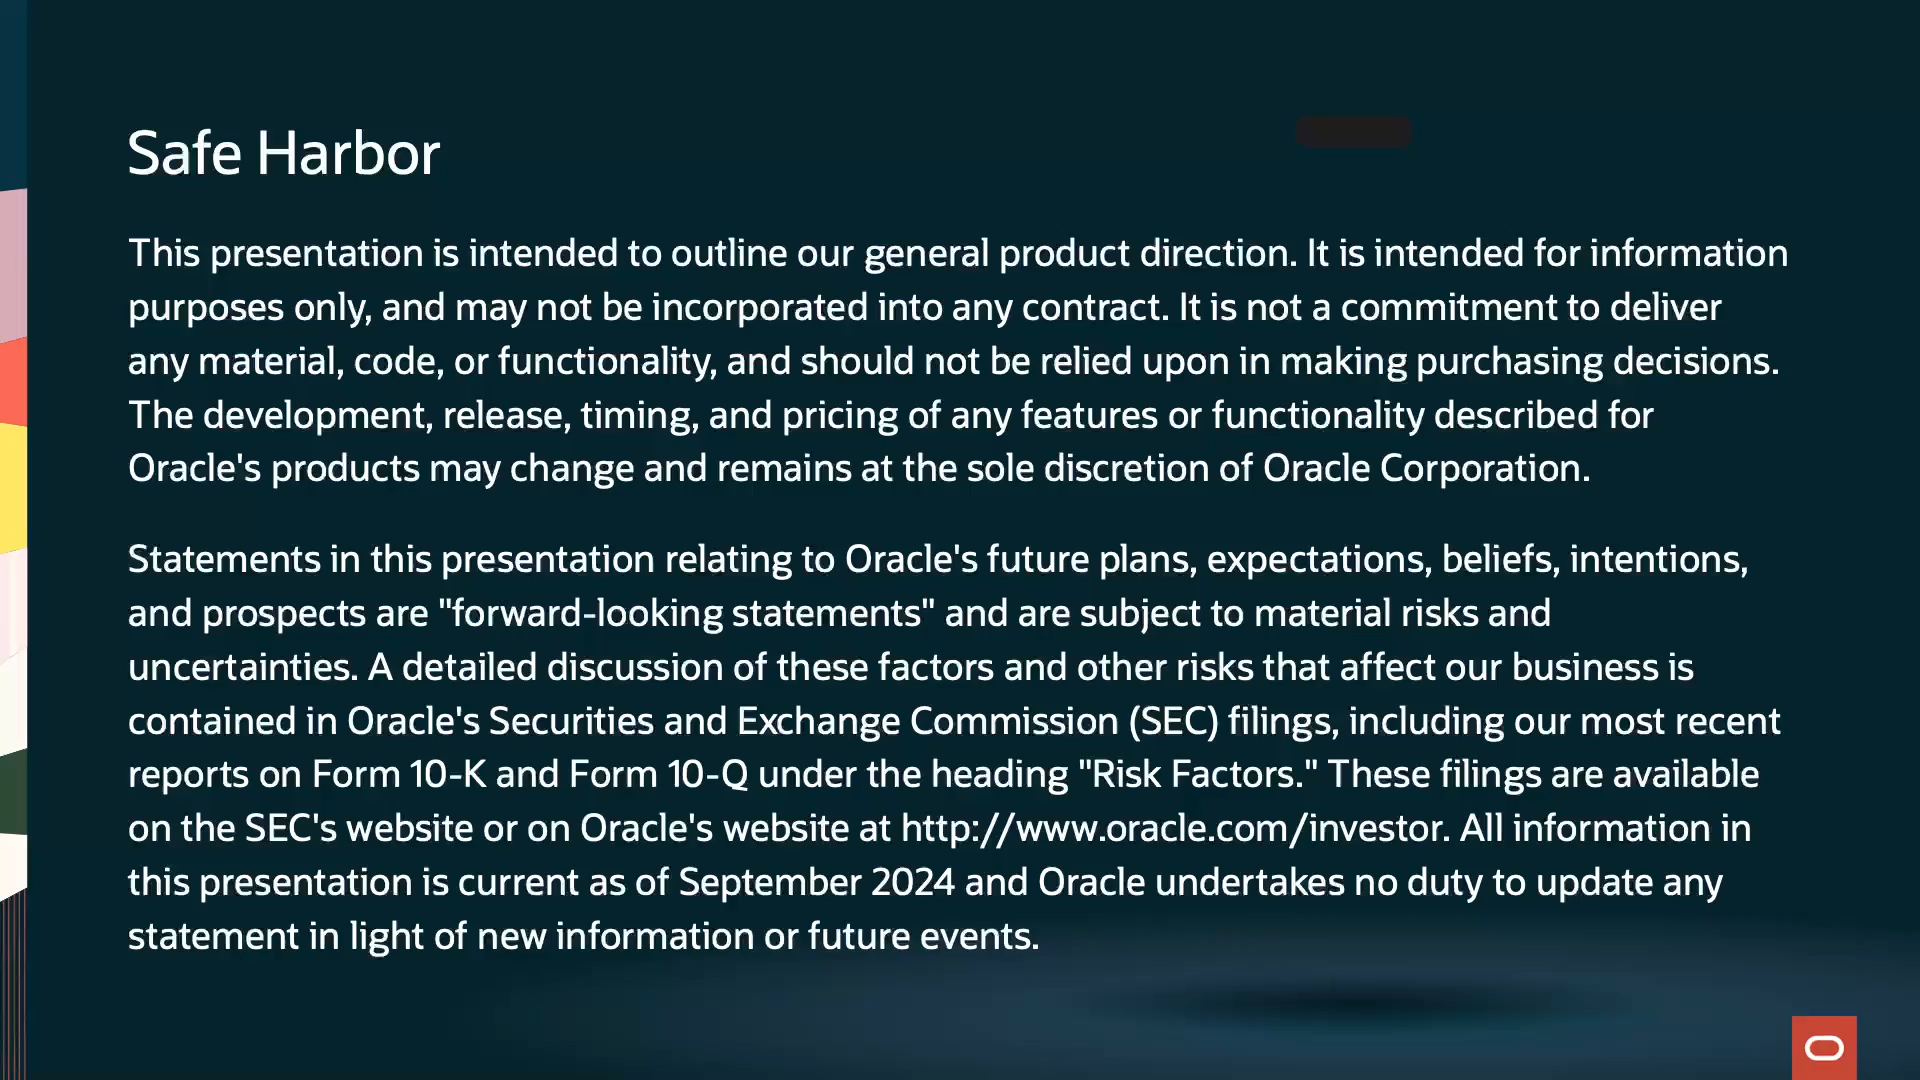 Safe Harbor
This presentation is intended to outline our general product direction. It is intended for information
purposes only, and may not be incorporated into any contract. It is not a commitment to deliver
any material, code, or functionality, and should not be relied upon in making purchasing decisions.
The development, release, timing, and pricing of any features or functionality described for
Oracle's products may change and remains at the sole discretion of Oracle Corporation.
Statements in this presentation relating to Oracle's future plans, expectations, beliefs, intentions,
and prospects are "forward-looking statements" and are subject to material risks and
uncertainties. A detailed discussion of these factors and other risks that affect our business is
contained in Oracle's Securities and Exchange Commission (SEC) filings, including our most recent
reports on Form 10-K and Form 10-Q under the heading "Risk Factors." These filings are available
on the SEC's website or on Oracle's website at http://www.oracle.com/investor. All information in
this presentation is current as of September 2024 and Oracle undertakes no duty to update any
statement in light of new information or future events.